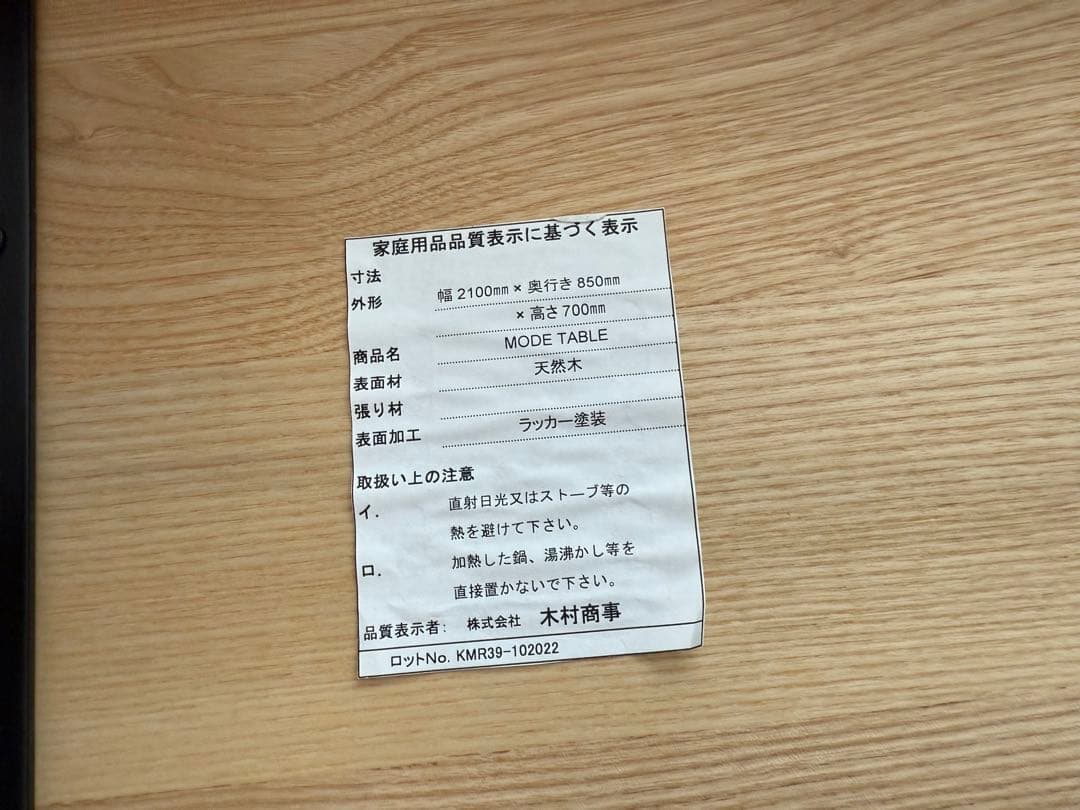 家庭用品品質表示に基づく表示
寸法
外形 幅 2100㎜ × 奥行き 850㎜
× 高さ 700㎜
商品名 MODE TABLE
表面材 天然木
張り材
表面加工 ラッカー塗装
取扱い上の注意
イ. 直射日光又はストーブ等の
熱を避けて下さい。
ロ. 加熱した鍋、湯沸かし等を
直接置かないで下さい。
品質表示者: 株式会社 木村商事
ロットNo. KMR39-102022